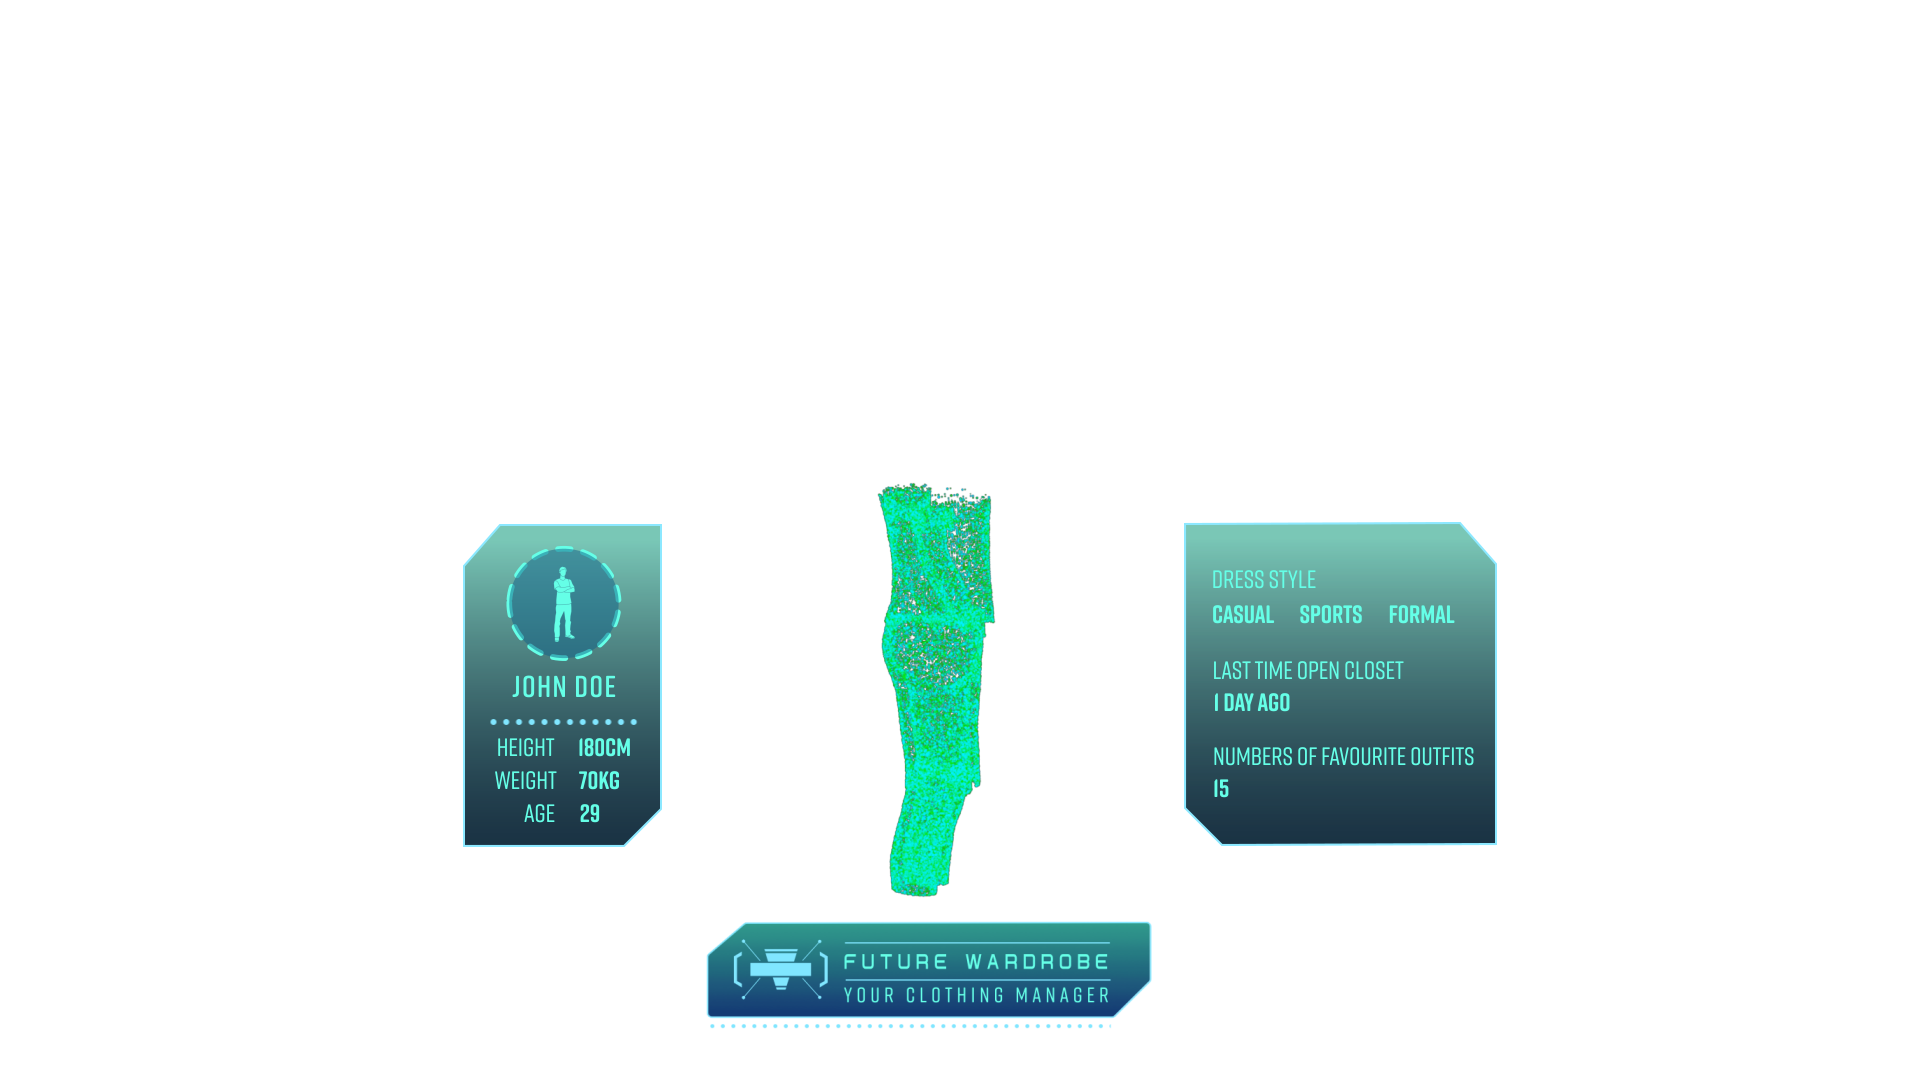 JOHN DOE
HEIGHT 180CM
WEIGHT 70KG
AGE 29
DRESS STYLE
CASUAL SPORTS FORMAL
LAST TIME OPEN CLOSET
1 DAY AGO
NUMBERS OF FAVOURITE OUTFITS
15
FUTURE WARDROBE
YOUR CLOTHING MANAGER